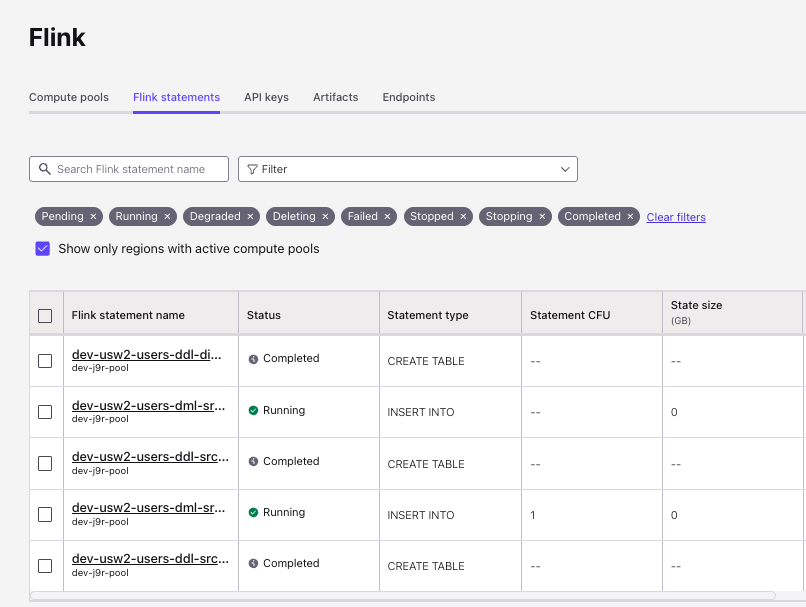 Flink
Compute pools Flink statements API keys Artifacts Endpoints
Search Flink statement name Filter
Pending × Running × Degraded × Deleting × Failed × Stopped × Stopping × Completed × Clear filters
Show only regions with active compute pools
Flink statement name Status Statement type Statement CFU State size
(GB)
dev-usw2-users-ddl-di... Completed CREATE TABLE -- --
dev-j9r-pool
dev-usw2-users-dml-sr... Running INSERT INTO -- 0
dev-j9r-pool
dev-usw2-users-ddl-src... Completed CREATE TABLE -- --
dev-j9r-pool
dev-usw2-users-dml-sr... Running INSERT INTO 1 0
dev-j9r-pool
dev-usw2-users-ddl-src... Completed CREATE TABLE -- --
dev-j9r-pool